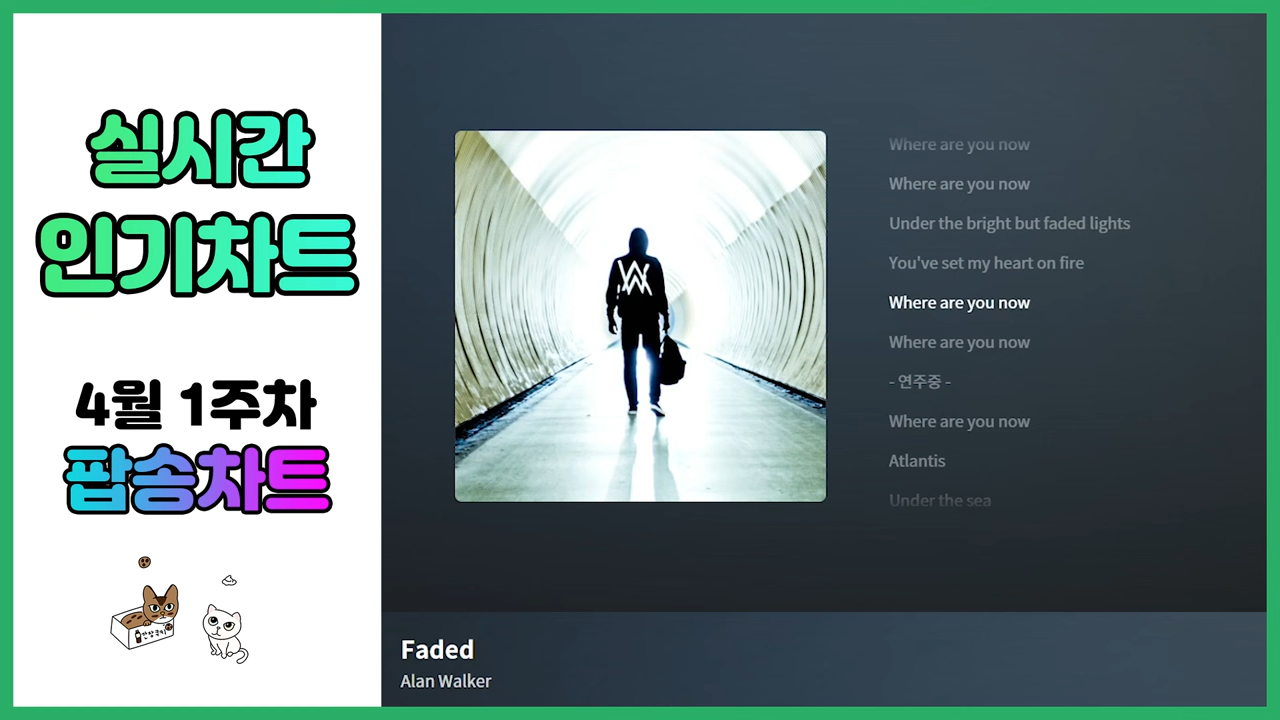 실시간
인기차트
4월 1주차
팝송차트
Where are you now
Where are you now
Under the bright but faded lights
You've set my heart on fire
Where are you now
Where are you now
- 연주중 -
Where are you now
Atlantis
Under the sea
Faded
Alan Walker